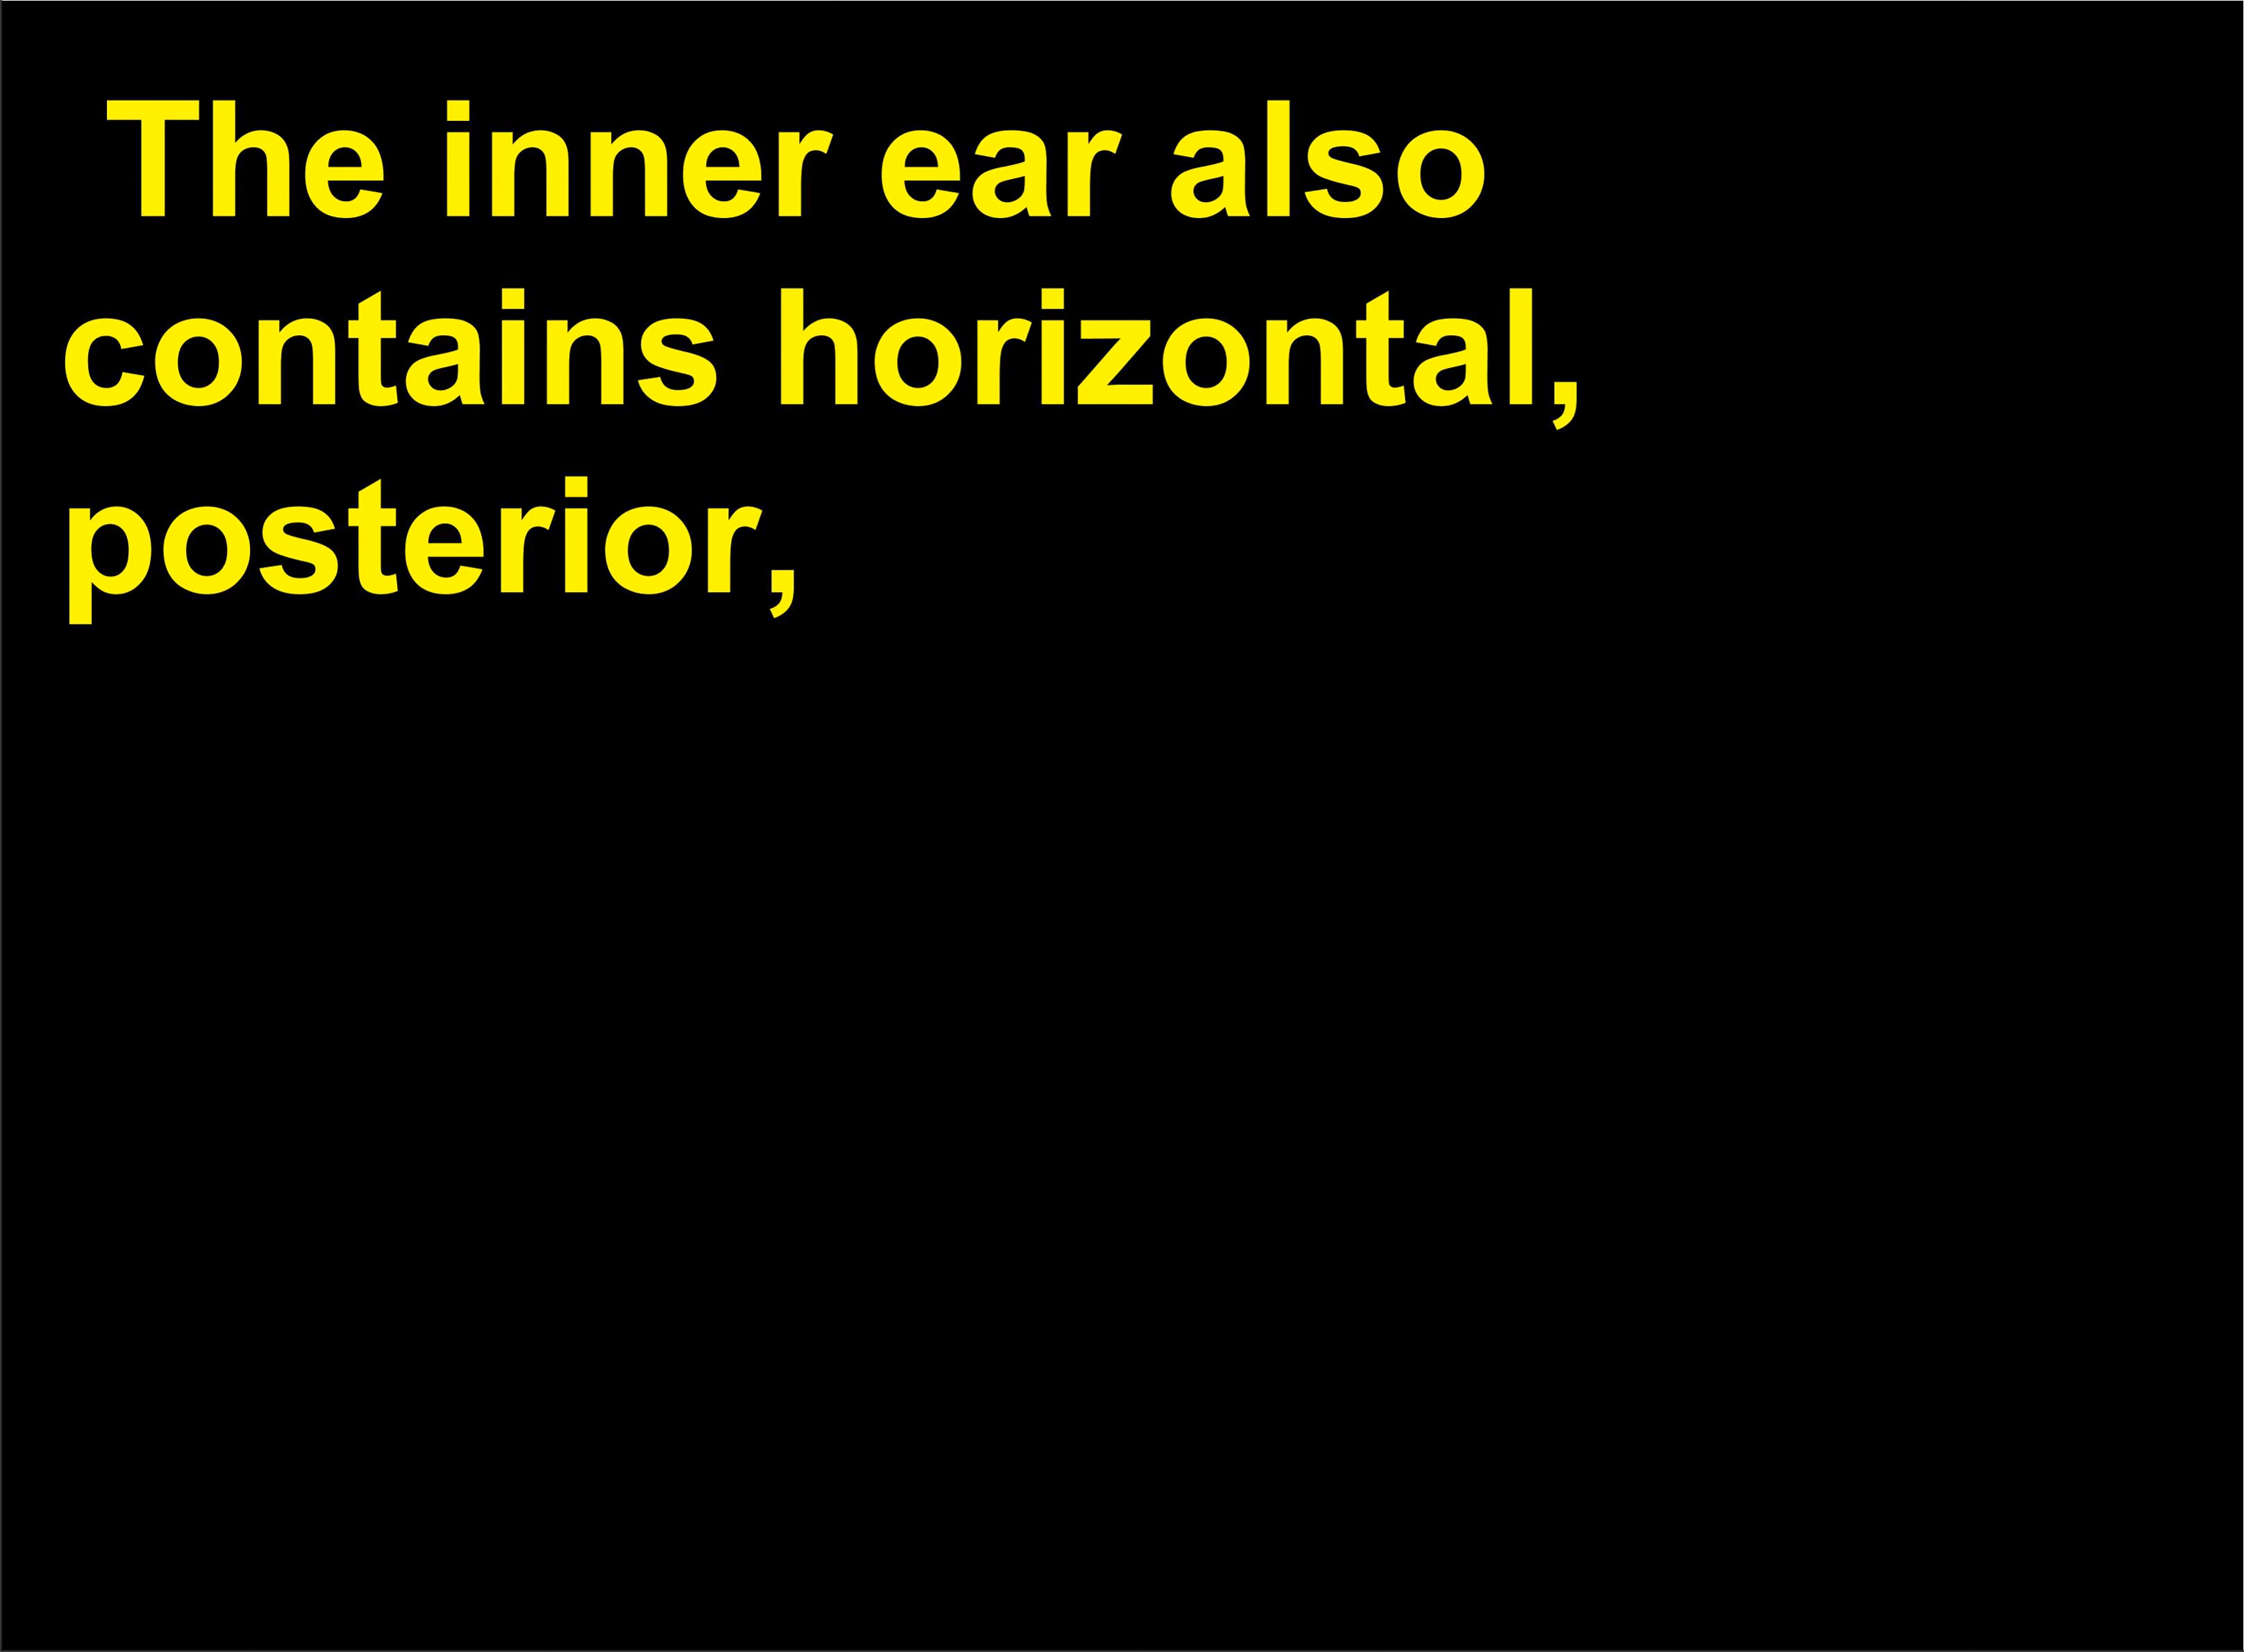 The inner ear also
contains horizontal,
posterior,